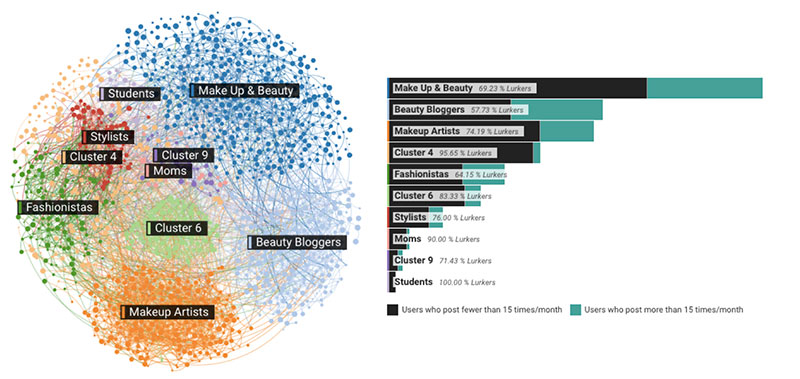 Students
Make Up & Beauty
Stylists
Cluster 4
Cluster 9
Moms
Fashionistas
Cluster 6
Beauty Bloggers
Makeup Artists
Make Up & Beauty 69.23 % Lurkers
Beauty Bloggers 57.73 % Lurkers
Makeup Artists 74.19 % Lurkers
Cluster 4 95.65 % Lurkers
Fashionistas 64.15 % Lurkers
Cluster 6 83.33 % Lurkers
Stylists 76.00 % Lurkers
Moms 90.00 % Lurkers
Cluster 9 71.43 % Lurkers
Students 100.00 % Lurkers
Users who post fewer than 15 times/month Users who post more than 15 times/month